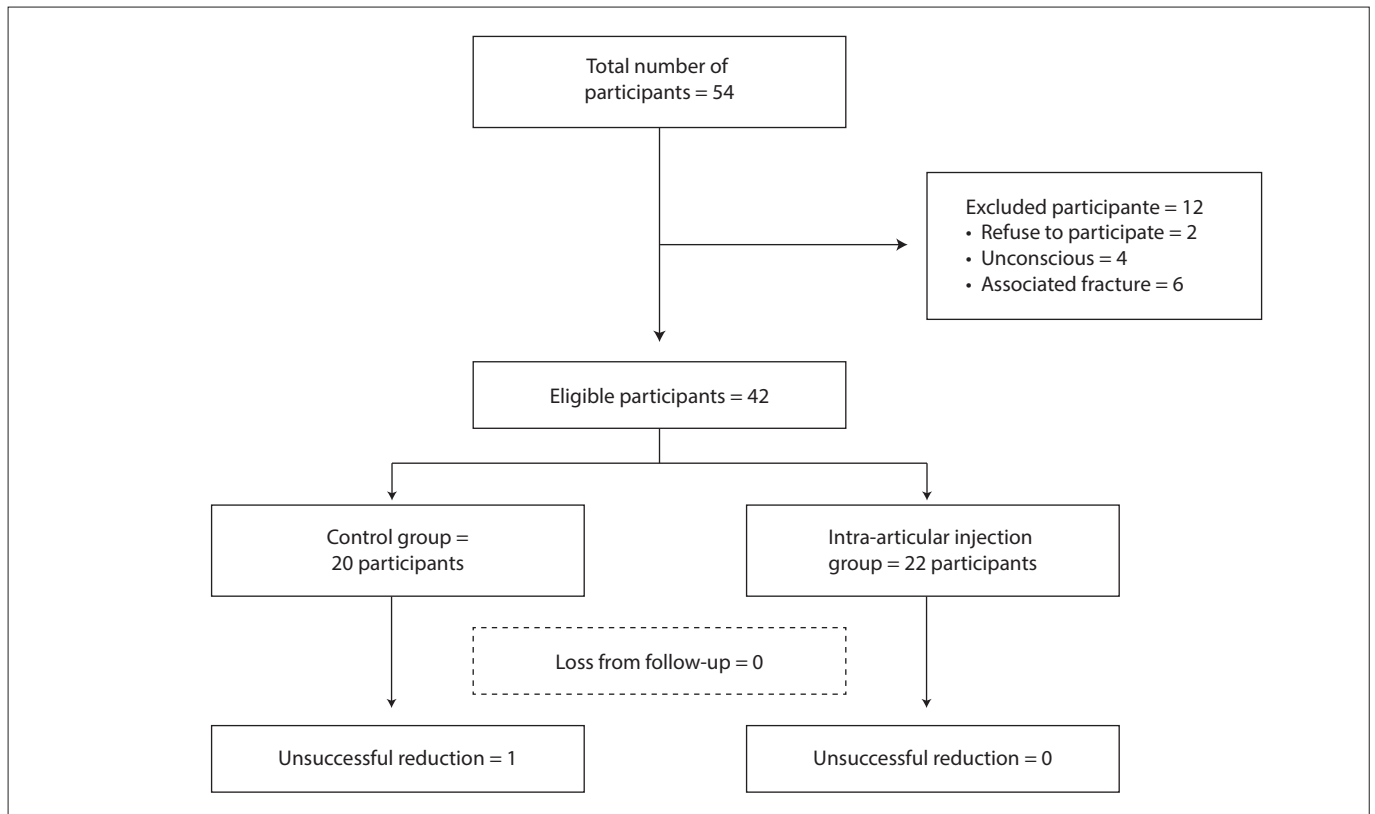 Total number of
participants = 54
Excluded participante = 12
• Refuse to participate = 2
• Unconscious = 4
• Associated fracture = 6
Eligible participants = 42
Control group =
20 participants
Intra-articular injection
group = 22 participants
Loss from follow-up = 0
Unsuccessful reduction = 1
Unsuccessful reduction = 0